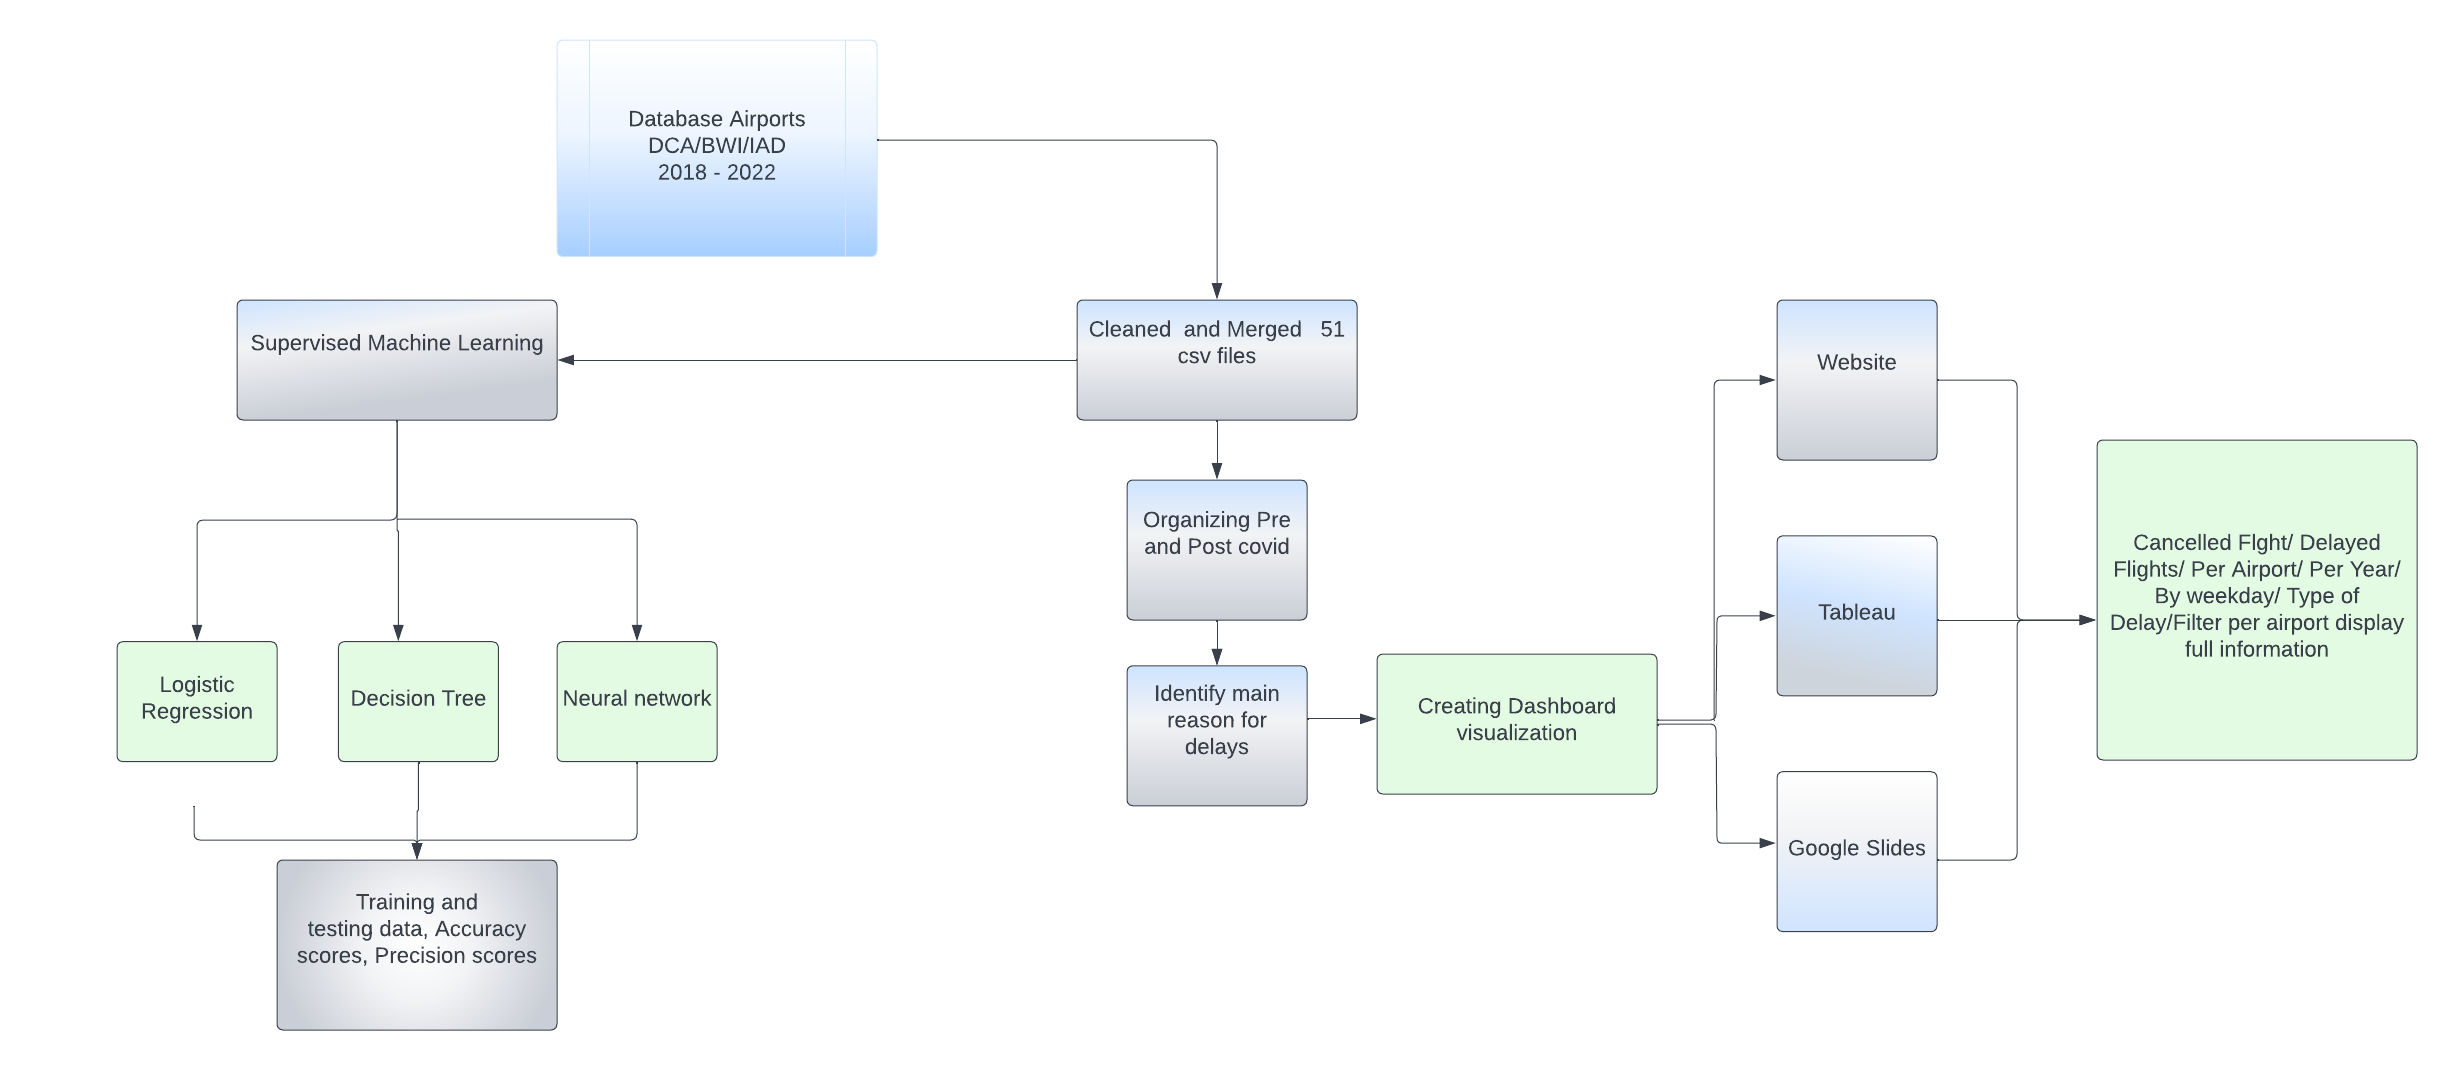 Database Airports
DCA/BWI/IAD
2018 - 2022
Supervised Machine Learning
Cleaned  and Merged   51
csv files
Website
Organizing Pre
and Post covid
Cancelled Flght/ Delayed
Flights/ Per Airport/ Per Year/
By weekday/ Type of
Delay/Filter per airport display
full information
Tableau
Logistic
Regression
Decision Tree
Neural network
Identify main
reason for
delays
Creating Dashboard
visualization
Google Slides
Training and
testing data, Accuracy
scores, Precision scores